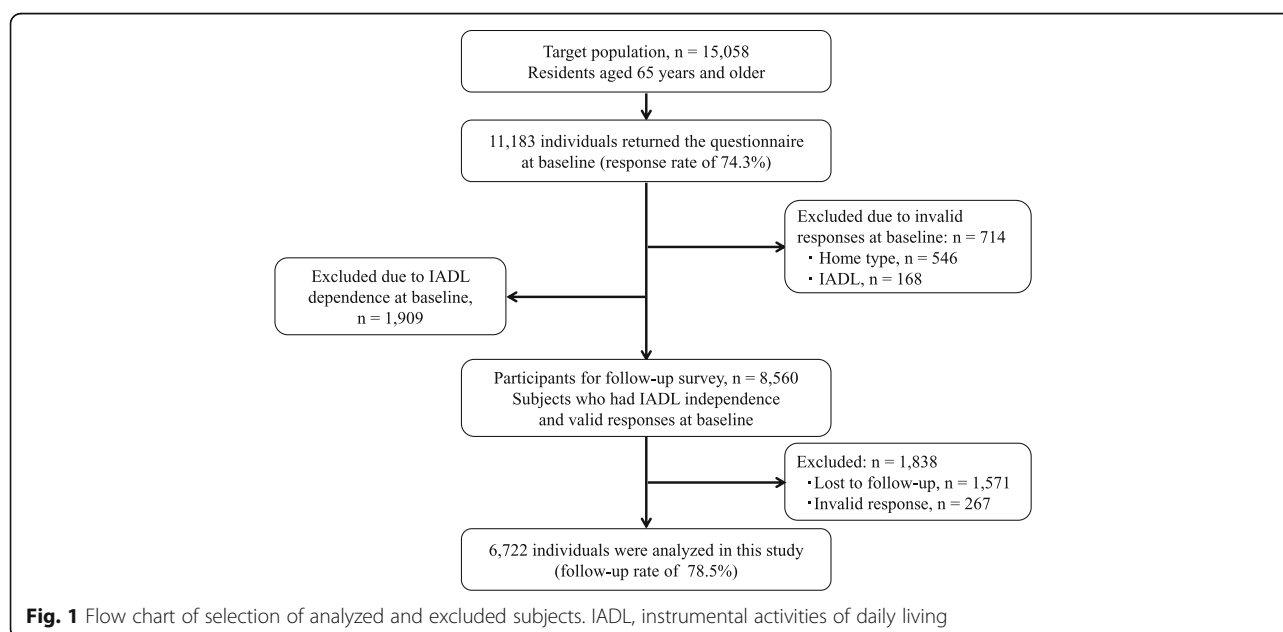 Target population, n = 15,058
Residents aged 65 years and older
11,183 individuals returned the questionnaire
at baseline (response rate of 74.3%)
Excluded due to invalid
responses at baseline: n = 714
・Home type, n = 546
・IADL, n = 168
Excluded due to IADL
dependence at baseline,
n = 1,909
Participants for follow-up survey, n = 8,560
Subjects who had IADL independence
and valid responses at baseline
Excluded: n = 1,838
・Lost to follow-up, n = 1,571
・Invalid response, n = 267
6,722 individuals were analyzed in this study
(follow-up rate of 78.5%)
Fig. 1 Flow chart of selection of analyzed and excluded subjects. IADL, instrumental activities of daily living